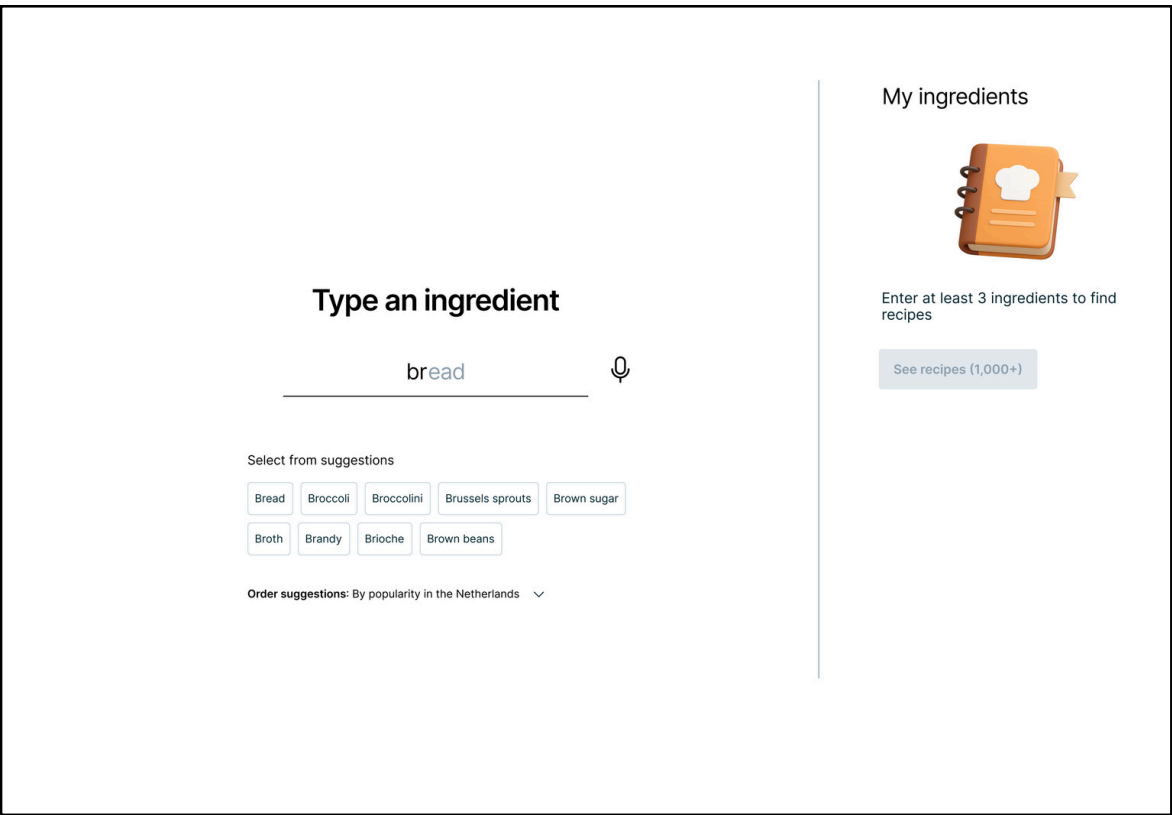 Type an ingredient
bread
Select from suggestions
Bread
Broccoli
Broccolini
Brussels sprouts
Brown sugar
Broth
Brandy
Brioche
Brown beans
Order suggestions: By popularity in the Netherlands
My ingredients
Enter at least 3 ingredients to find
recipes
See recipes (1,000+)